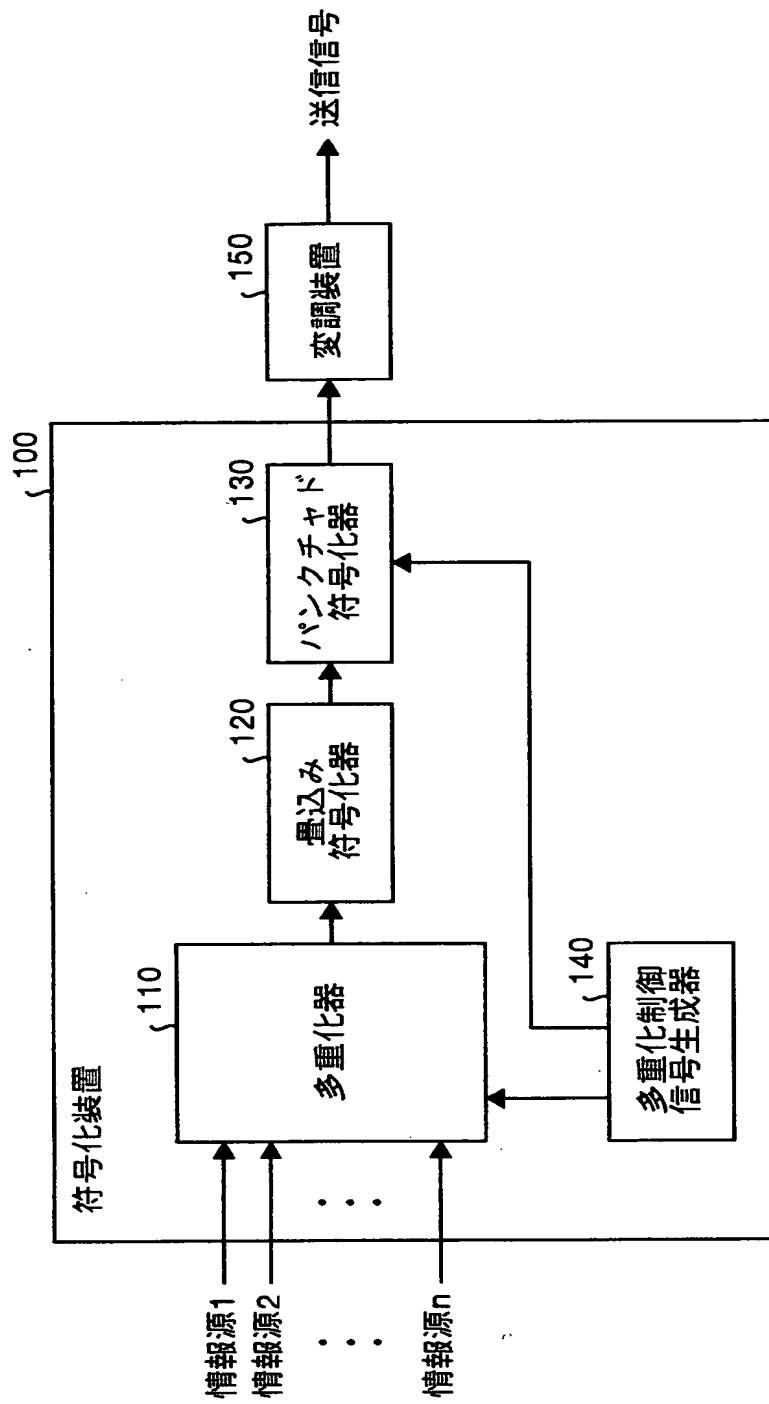 符号化装置
100
情報源1
情報源2
情報源n
110
多重化器
120
畳込み
符号化器
130
パンクチャド
符号化器
140
多重化制御
信号生成器
150
変調装置
送信信号